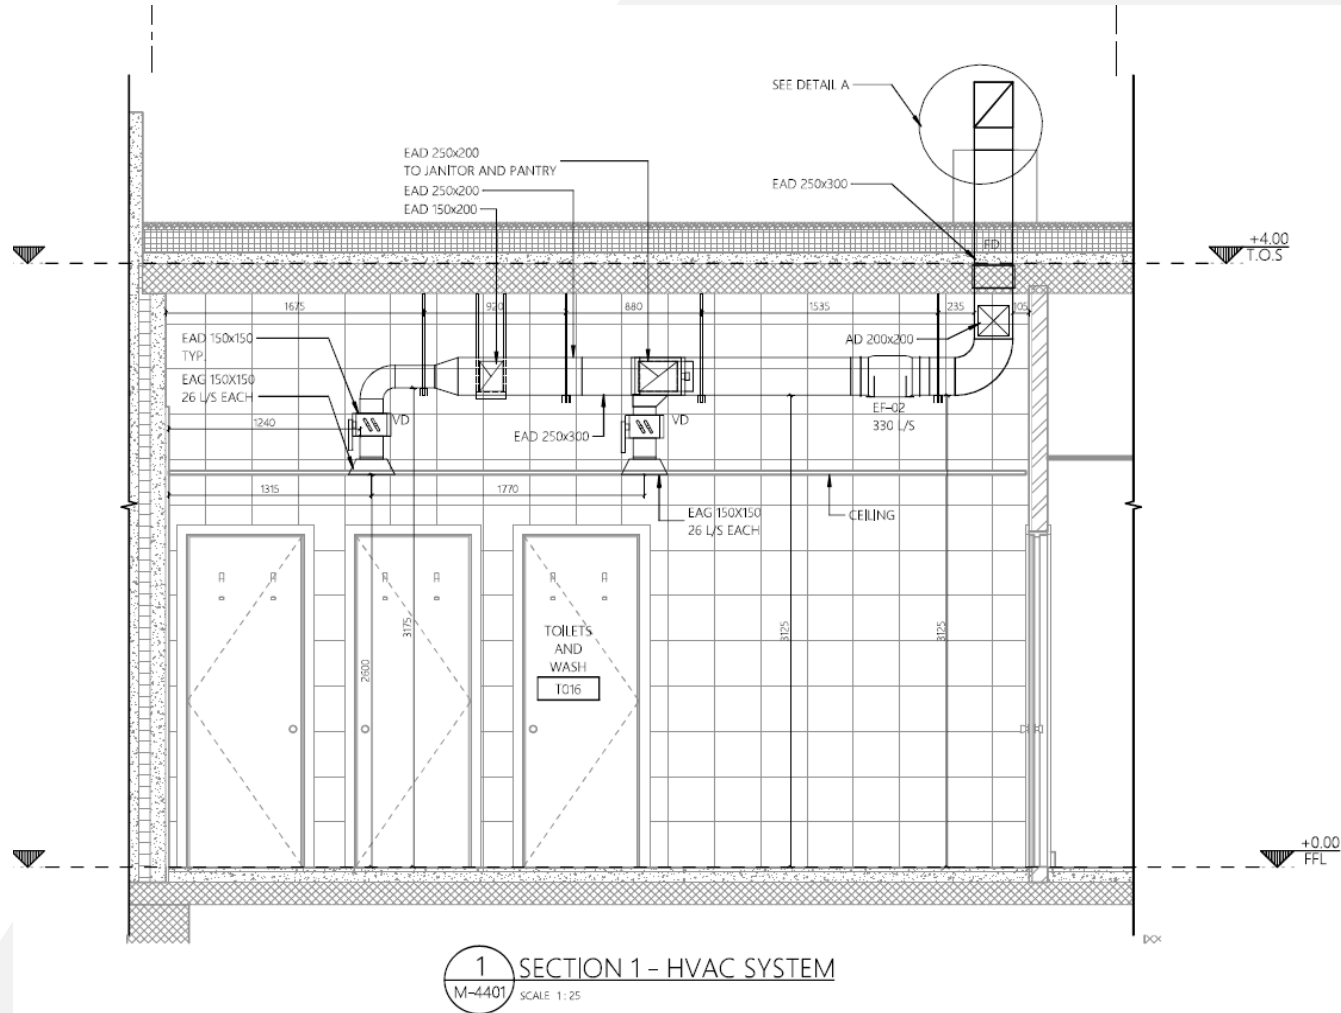 SEE DETAIL A
EAD 250x200
TO JANITOR AND PANTRY
EAD 250x200
EAD 150x200
EAD 250x300
FD
+4.00
T.O.S
1675
920
880
1535
235
105
EAD 150x150
TYP.
EAG 150X150
26 L/S EACH
AD 200x200
VD
VD
EF-02
330 L/S
1240
EAD 250x300
1315
1770
EAG 150X150
26 L/S EACH
CEILING
3175
3125
3125
2600
TOILETS
AND
WASH
T016
+0.00
FFL
1
M-4401
SECTION 1 - HVAC SYSTEM
SCALE 1:25